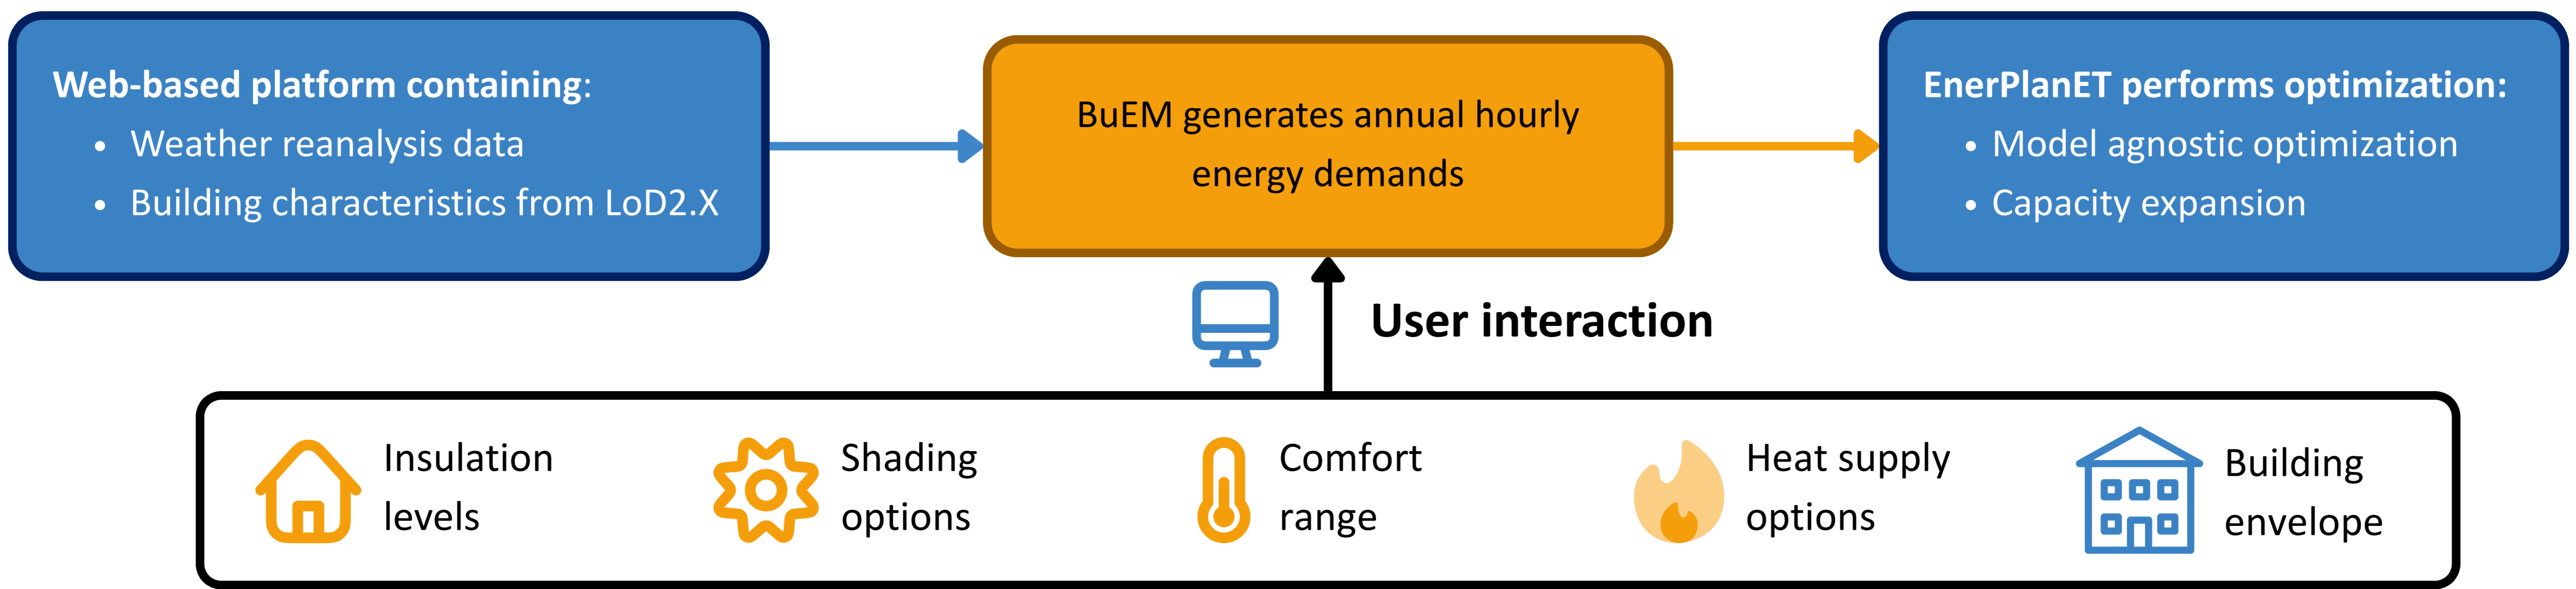 Web-based platform containing:
• Weather reanalysis data
• Building characteristics from LoD2.X
BuEM generates annual hourly
energy demands
EnerPlanET performs optimization:
• Model agnostic optimization
• Capacity expansion
User interaction
Insulation
levels
Shading
options
Comfort
range
Heat supply
options
Building
envelope